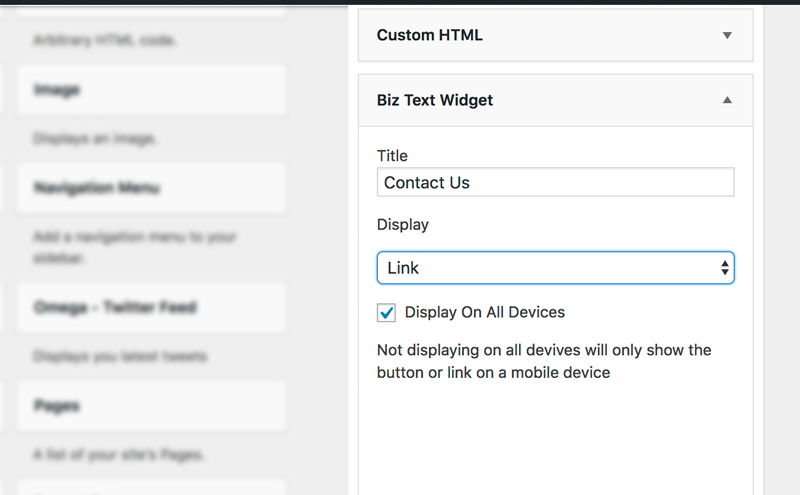 Arbitrary HTML code.
Image
Displays an image.
Navigation Menu
Add a navigation menu to your
sidebar.
Omega - Twitter Feed
Displays you latest tweets
Pages
A list of your site's Pages.
Custom HTML
Biz Text Widget
Title
Contact Us
Display
Link
Display On All Devices
Not displaying on all devives will only show the
button or link on a mobile device